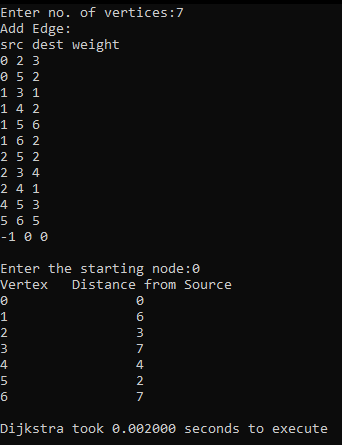 Enter no. of vertices:7
Add Edge:
src dest weight
0 2 3
0 5 2
1 3 1
1 4 2
1 5 6
1 6 2
2 5 2
2 3 4
2 4 1
4 5 3
5 6 5
-1 0 0
Enter the starting node:0
Vertex   Distance from Source
0                0
1                6
2                3
3                7
4                4
5                2
6                7
Dijkstra took 0.002000 seconds to execute